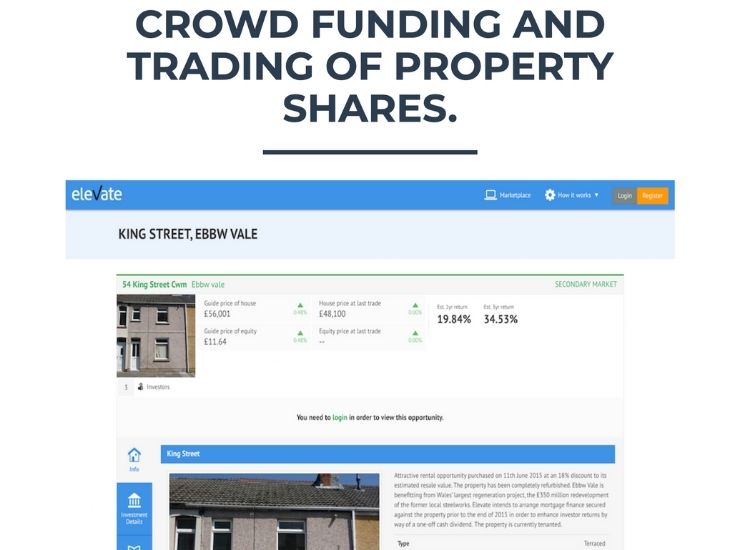 CROWD FUNDING AND
TRADING OF PROPERTY
SHARES.
elevate
Marketplace
How it works
Login
Register
KING STREET, EBBW VALE
54 King Street Cwm Ebbw vale
SECONDARY MARKET
Guide price of house
£56,001
0.48%
House price at last trade
£48,100
0.00%
Est. 1yr return
19.84%
Est. 5yr return
34.53%
Guide price of equity
£11.64
0.48%
Equity price at last trade
--
0.00%
3 Investors
You need to login in order to view this opportunity.
Info
Investment
Details
King Street
Attractive rental opportunity purchased on 11th June 2015 at an 18% discount to its
estimated resale value. The property has been completely refurbished. Ebbw Vale is
benefitting from Wales' largest regeneration project, the £350 million redevelopment
of the former local steelworks. Elevate intends to arrange mortgage finance secured
against the property prior to the end of 2015 in order to enhance investor returns by
way of a one-off cash dividend. The property is currently tenanted.
Type
Terraced